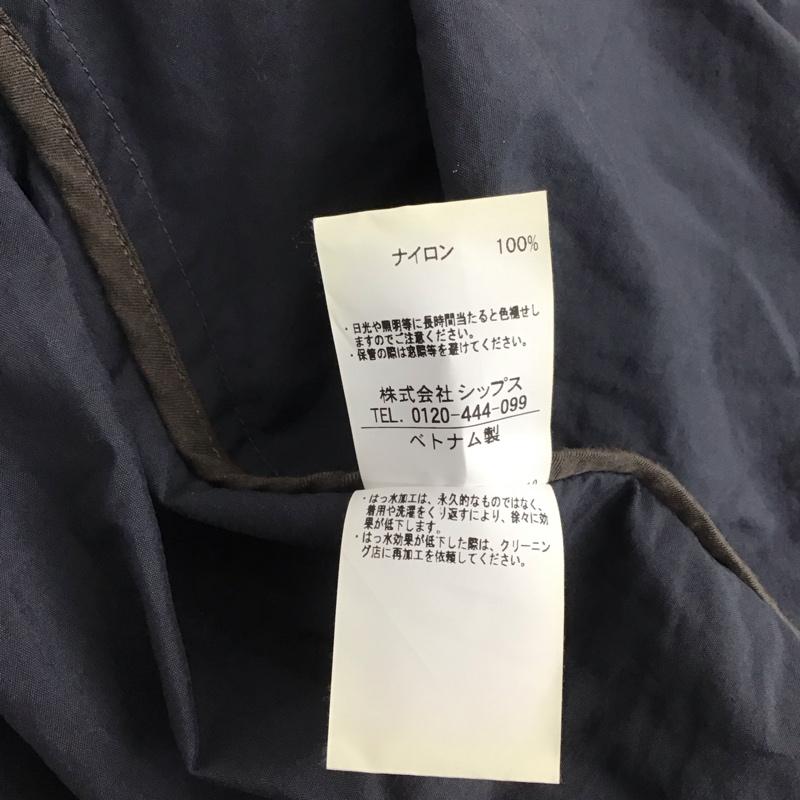 ナイロン 100%
・日光や照明等に長時間当たると色褪せし
ますのでご注意ください。
・保管の際は窓際等を避けてください。
株式会社 シップス
TEL. 0120-444-099
ベトナム製
・はっ水加工は、永久的なものではなく、
着用や洗濯をくり返すにより、徐々に効
果が低下します。
・はっ水効果が低下した際は、クリーニン
グ店に再加工を依頼してください。